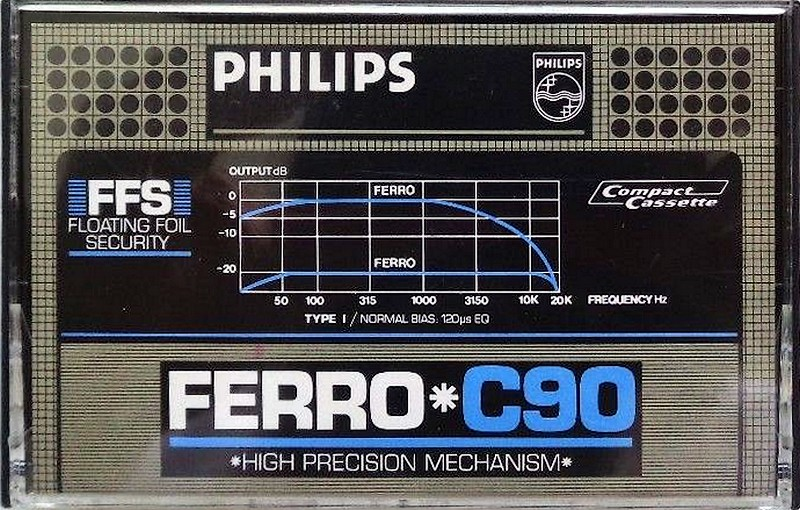 PHILIPS
PHILIPS
FFS
FLOATING FOIL
SECURITY
OUTPUT dB
0
-5
-10
-20
FERRO
FERRO
50 100 315 1000 3150 10K 20K FREQUENCY Hz
TYPE I / NORMAL BIAS: 120µs EQ
Compact
Cassette
FERRO*C90
*HIGH PRECISION MECHANISM*